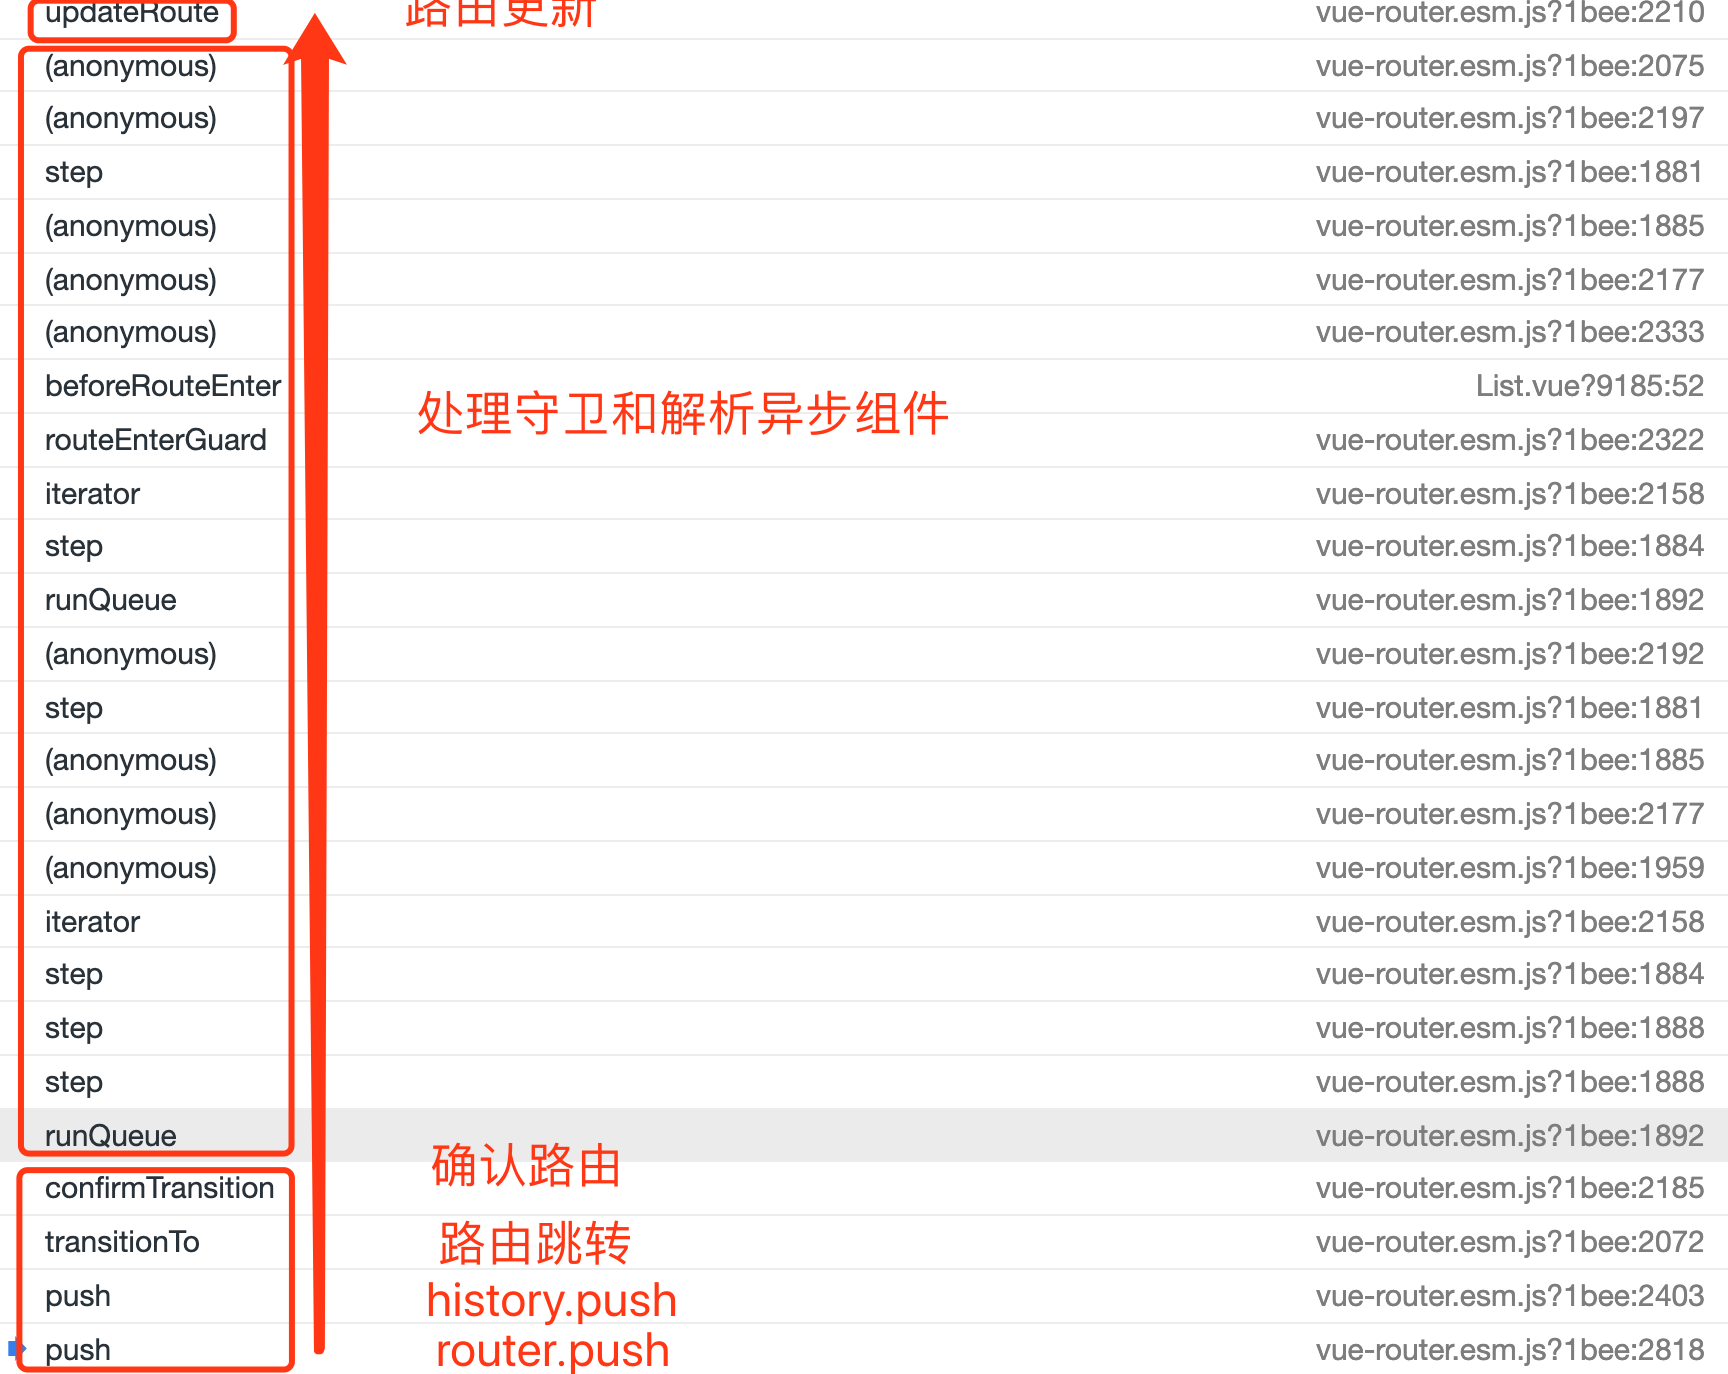 updateRoute 路由更新 vue-router.esm.js?1bee:2210
(anonymous) vue-router.esm.js?1bee:2075
(anonymous) vue-router.esm.js?1bee:2197
step vue-router.esm.js?1bee:1881
(anonymous) vue-router.esm.js?1bee:1885
(anonymous) vue-router.esm.js?1bee:2177
(anonymous) vue-router.esm.js?1bee:2333
beforeRouteEnter List.vue?9185:52
处理守卫和解析异步组件
routeEnterGuard vue-router.esm.js?1bee:2322
iterator vue-router.esm.js?1bee:2158
step vue-router.esm.js?1bee:1884
runQueue vue-router.esm.js?1bee:1892
(anonymous) vue-router.esm.js?1bee:2192
step vue-router.esm.js?1bee:1881
(anonymous) vue-router.esm.js?1bee:1885
(anonymous) vue-router.esm.js?1bee:2177
(anonymous) vue-router.esm.js?1bee:1959
iterator vue-router.esm.js?1bee:2158
step vue-router.esm.js?1bee:1884
step vue-router.esm.js?1bee:1888
step vue-router.esm.js?1bee:1888
runQueue vue-router.esm.js?1bee:1892
确认路由
confirmTransition vue-router.esm.js?1bee:2185
transitionTo 路由跳转 vue-router.esm.js?1bee:2072
push history.push vue-router.esm.js?1bee:2403
push router.push vue-router.esm.js?1bee:2818